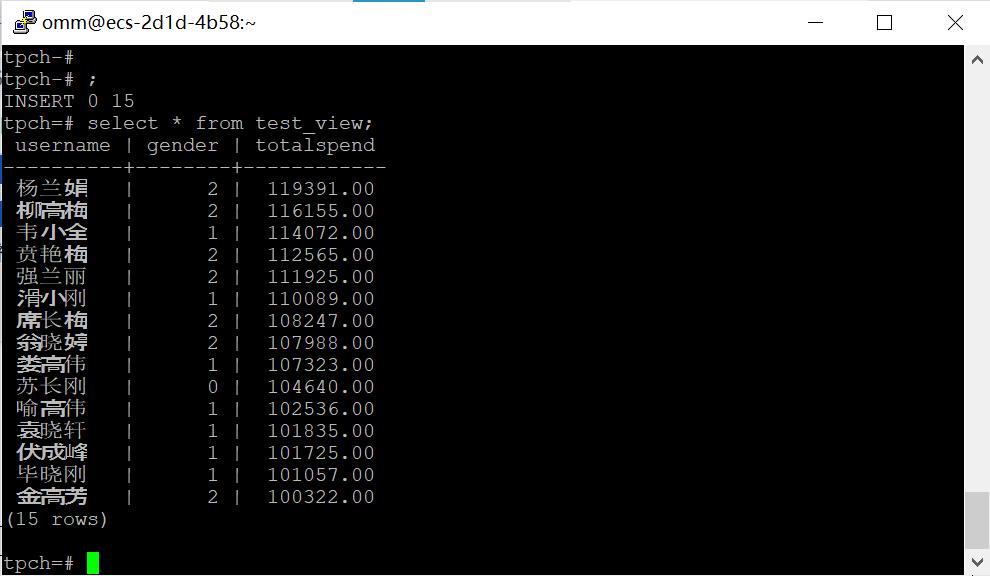 omm@ecs-2d1d-4b58:~
tpch-#
tpch-# ;
INSERT 0 15
tpch=# select * from test_view;
 username | gender | totalspend
----------+--------+------------
 杨兰娟   |      2 |  119391.00
 柳高梅   |      2 |  116155.00
 韦小全   |      1 |  114072.00
 贲艳梅   |      2 |  112565.00
 强兰丽   |      2 |  111925.00
 滑小刚   |      1 |  110089.00
 席长梅   |      2 |  108247.00
 翁晓婷   |      2 |  107988.00
 娄高伟   |      1 |  107323.00
 苏长刚   |      0 |  104640.00
 喻高伟   |      1 |  102536.00
 袁晓轩   |      1 |  101835.00
 伏成峰   |      1 |  101725.00
 毕晓刚   |      1 |  101057.00
 金高芳   |      2 |  100322.00
(15 rows)
tpch=#